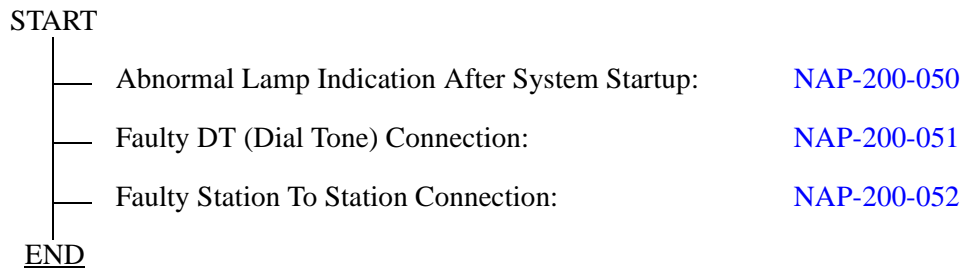 START
Abnormal Lamp Indication After System Startup: NAP-200-050
Faulty DT (Dial Tone) Connection: NAP-200-051
Faulty Station To Station Connection: NAP-200-052
END